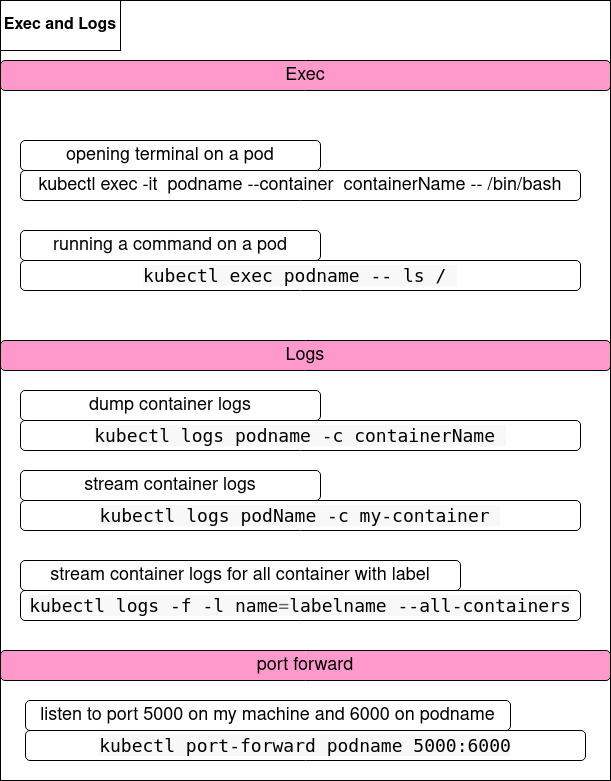 Exec and Logs
Exec
opening terminal on a pod
kubectl exec -it podname --container containerName -- /bin/bash
running a command on a pod
kubectl exec podname -- ls /
Logs
dump container logs
kubectl logs podname -c containerName
stream container logs
kubectl logs podName -c my-container
stream container logs for all container with label
kubectl logs -f -l name=labelname --all-containers
port forward
listen to port 5000 on my machine and 6000 on podname
kubectl port-forward podname 5000:6000